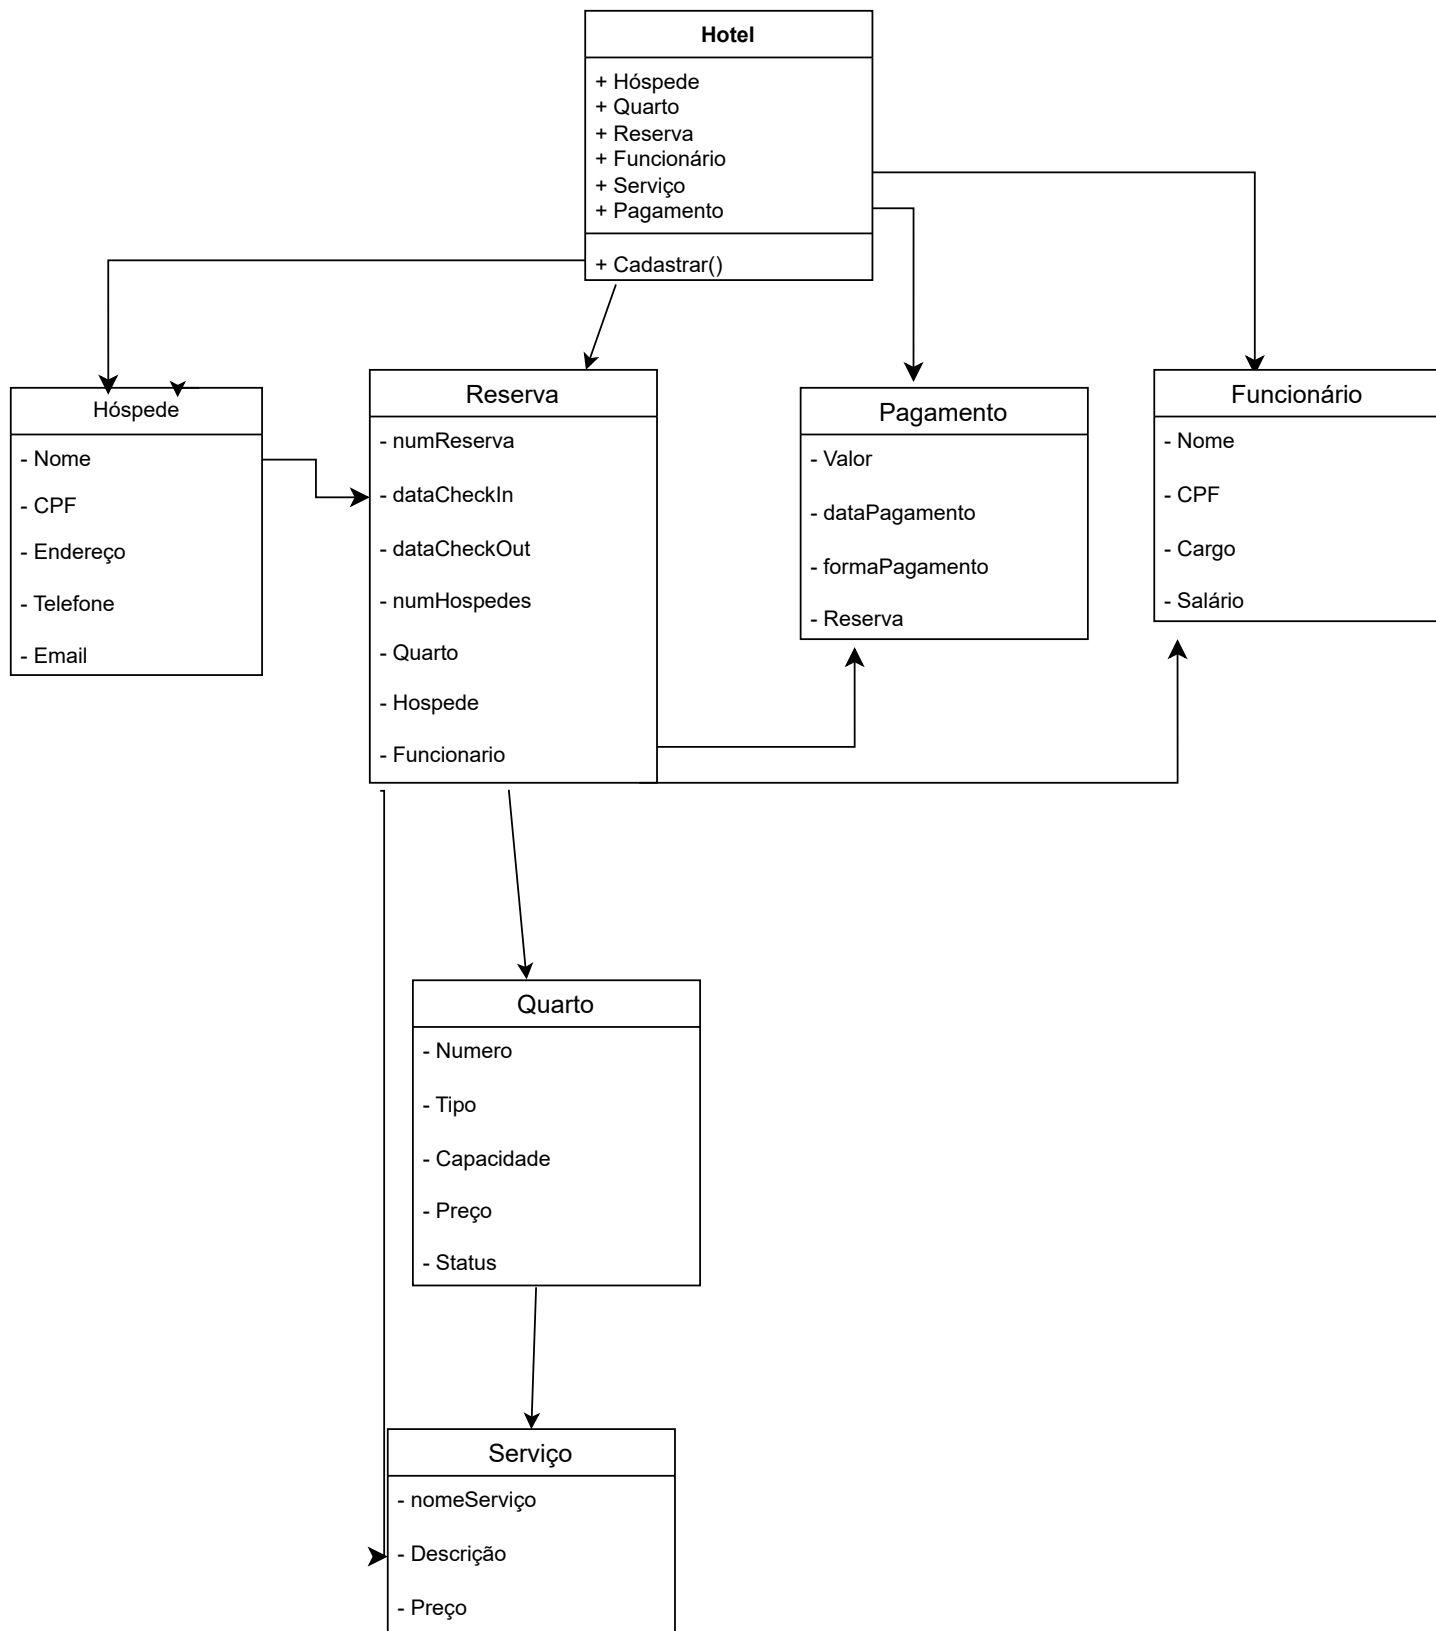 Hotel
+ Hóspede
+ Quarto
+ Reserva
+ Funcionário
+ Serviço
+ Pagamento
+ Cadastrar()
Hóspede
- Nome
- CPF
- Endereço
- Telefone
- Email
Reserva
- numReserva
- dataCheckIn
- dataCheckOut
- numHospedes
- Quarto
- Hospede
- Funcionario
Pagamento
- Valor
- dataPagamento
- formaPagamento
- Reserva
Funcionário
- Nome
- CPF
- Cargo
- Salário
Quarto
- Numero
- Tipo
- Capacidade
- Preço
- Status
Serviço
- nomeServiço
- Descrição
- Preço